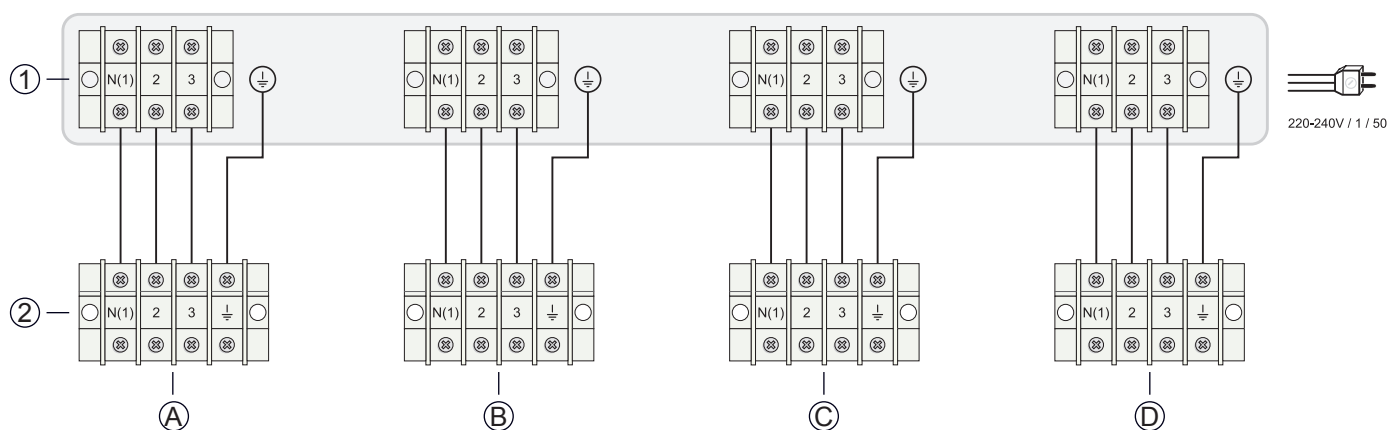 1 N(1) 2 3 N(1) 2 3 N(1) 2 3 N(1) 2 3
220-240V / 1 / 50
2 N(1) 2 3 N(1) 2 3 N(1) 2 3 N(1) 2 3
A B C D